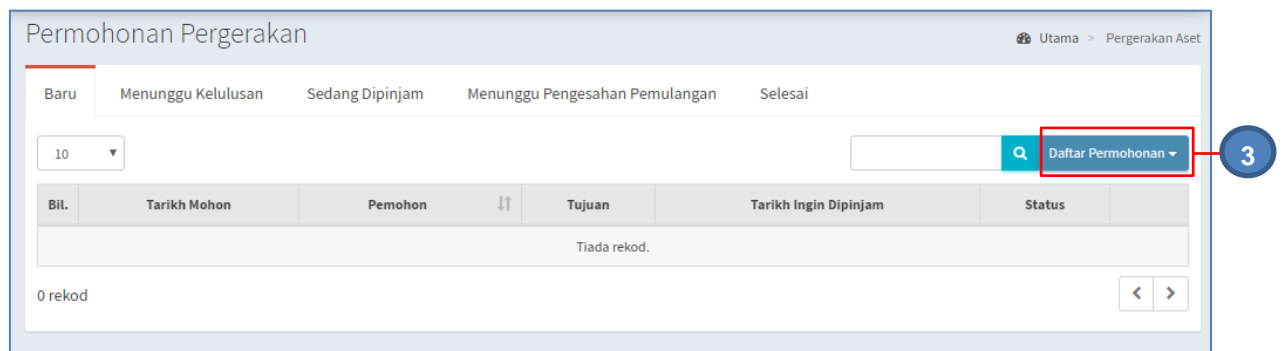 Permohonan Pergerakan
Utama > Pergerakan Aset
Baru Menunggu Kelulusan Sedang Dipinjam Menunggu Pengesahan Pemulangan Selesai
10 Daftar Permohonan 3
Bil. Tarikh Mohon Pemohon Tujuan Tarikh Ingin Dipinjam Status
Tiada rekod.
0 rekod < >